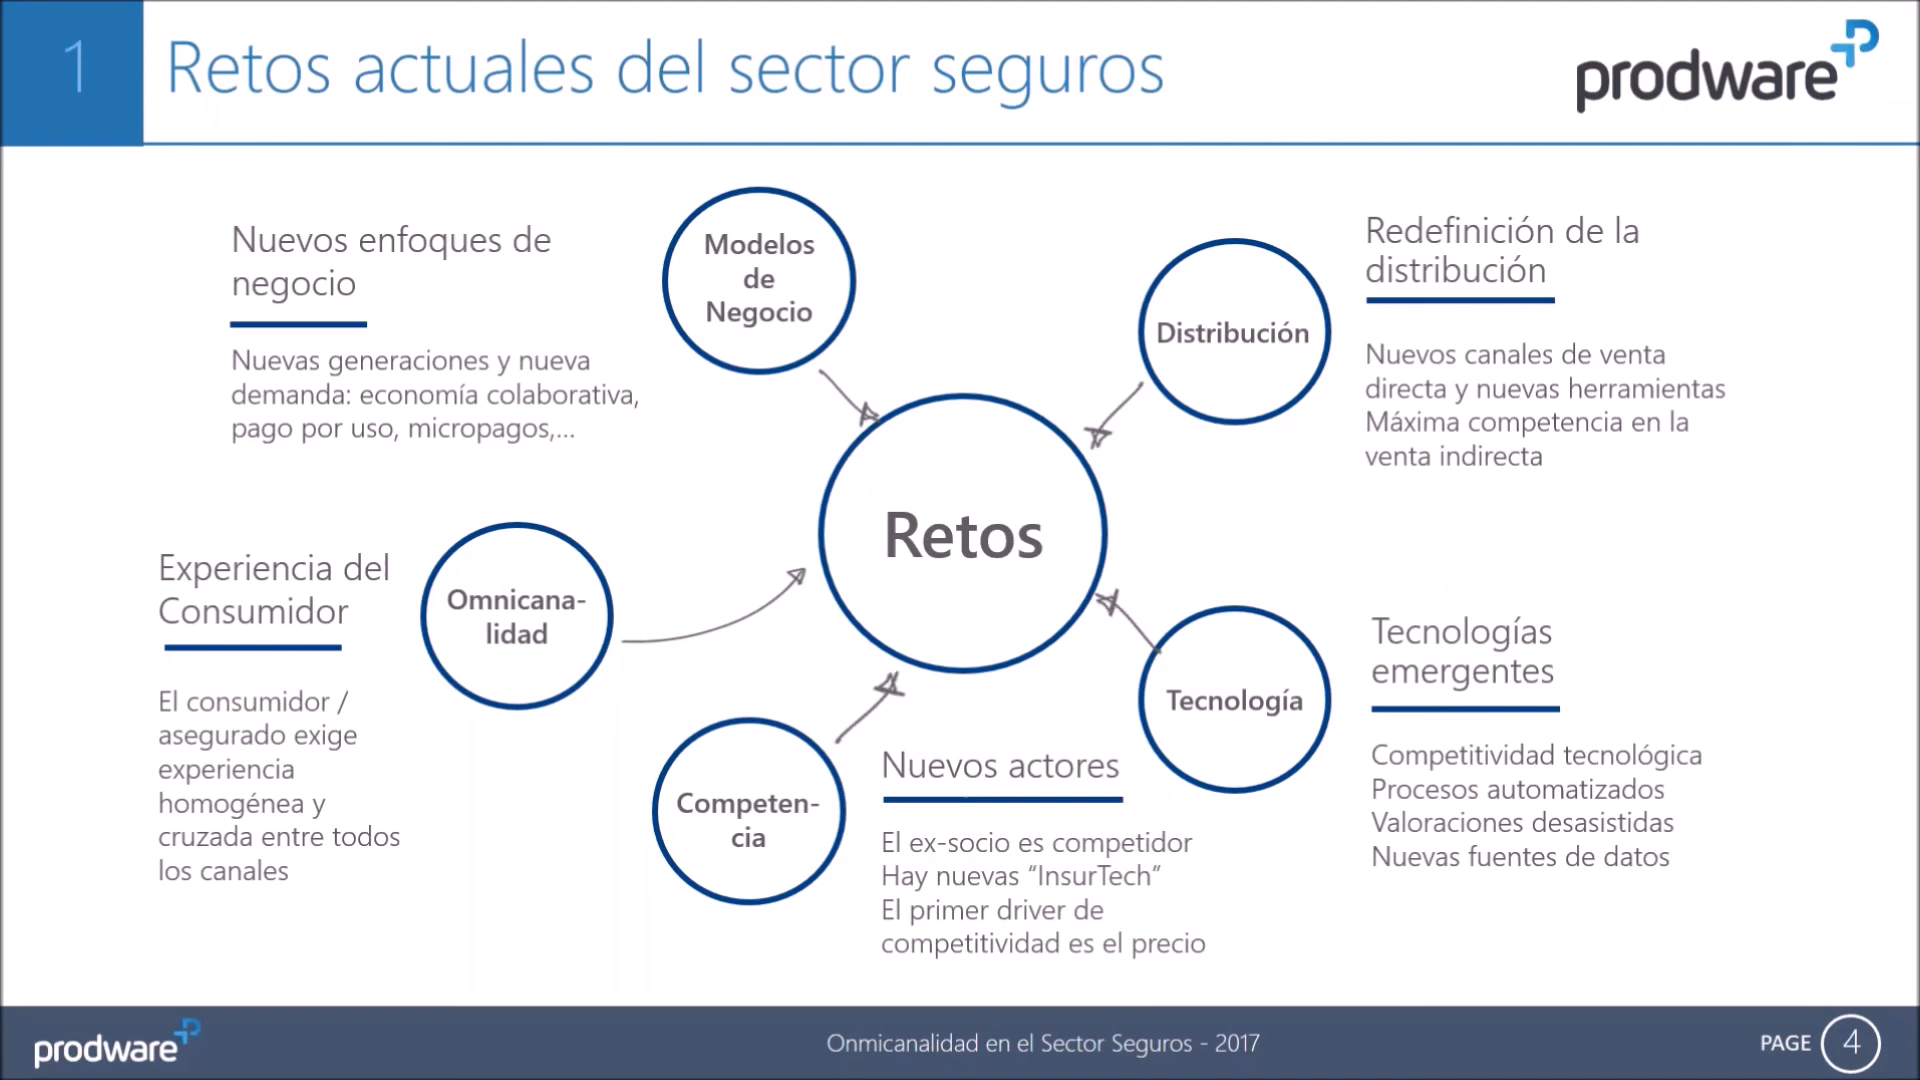 1
Retos actuales del sector seguros
prodware
Nuevos enfoques de
negocio
Nuevas generaciones y nueva
demanda: economía colaborativa,
pago por uso, micropagos,...
Modelos
de
Negocio
Distribución
Redefinición de la
distribución
Nuevos canales de venta
directa y nuevas herramientas
Máxima competencia en la
venta indirecta
Retos
Experiencia del
Consumidor
El consumidor /
asegurado exige
experiencia
homogénea y
cruzada entre todos
los canales
Omnicana-
lidad
Competen-
cia
Nuevos actores
El ex-socio es competidor
Hay nuevas “InsurTech”
El primer driver de
competitividad es el precio
Tecnología
Tecnologías
emergentes
Competitividad tecnológica
Procesos automatizados
Valoraciones desasistidas
Nuevas fuentes de datos
prodware
Onmicanalidad en el Sector Seguros - 2017
PAGE 4